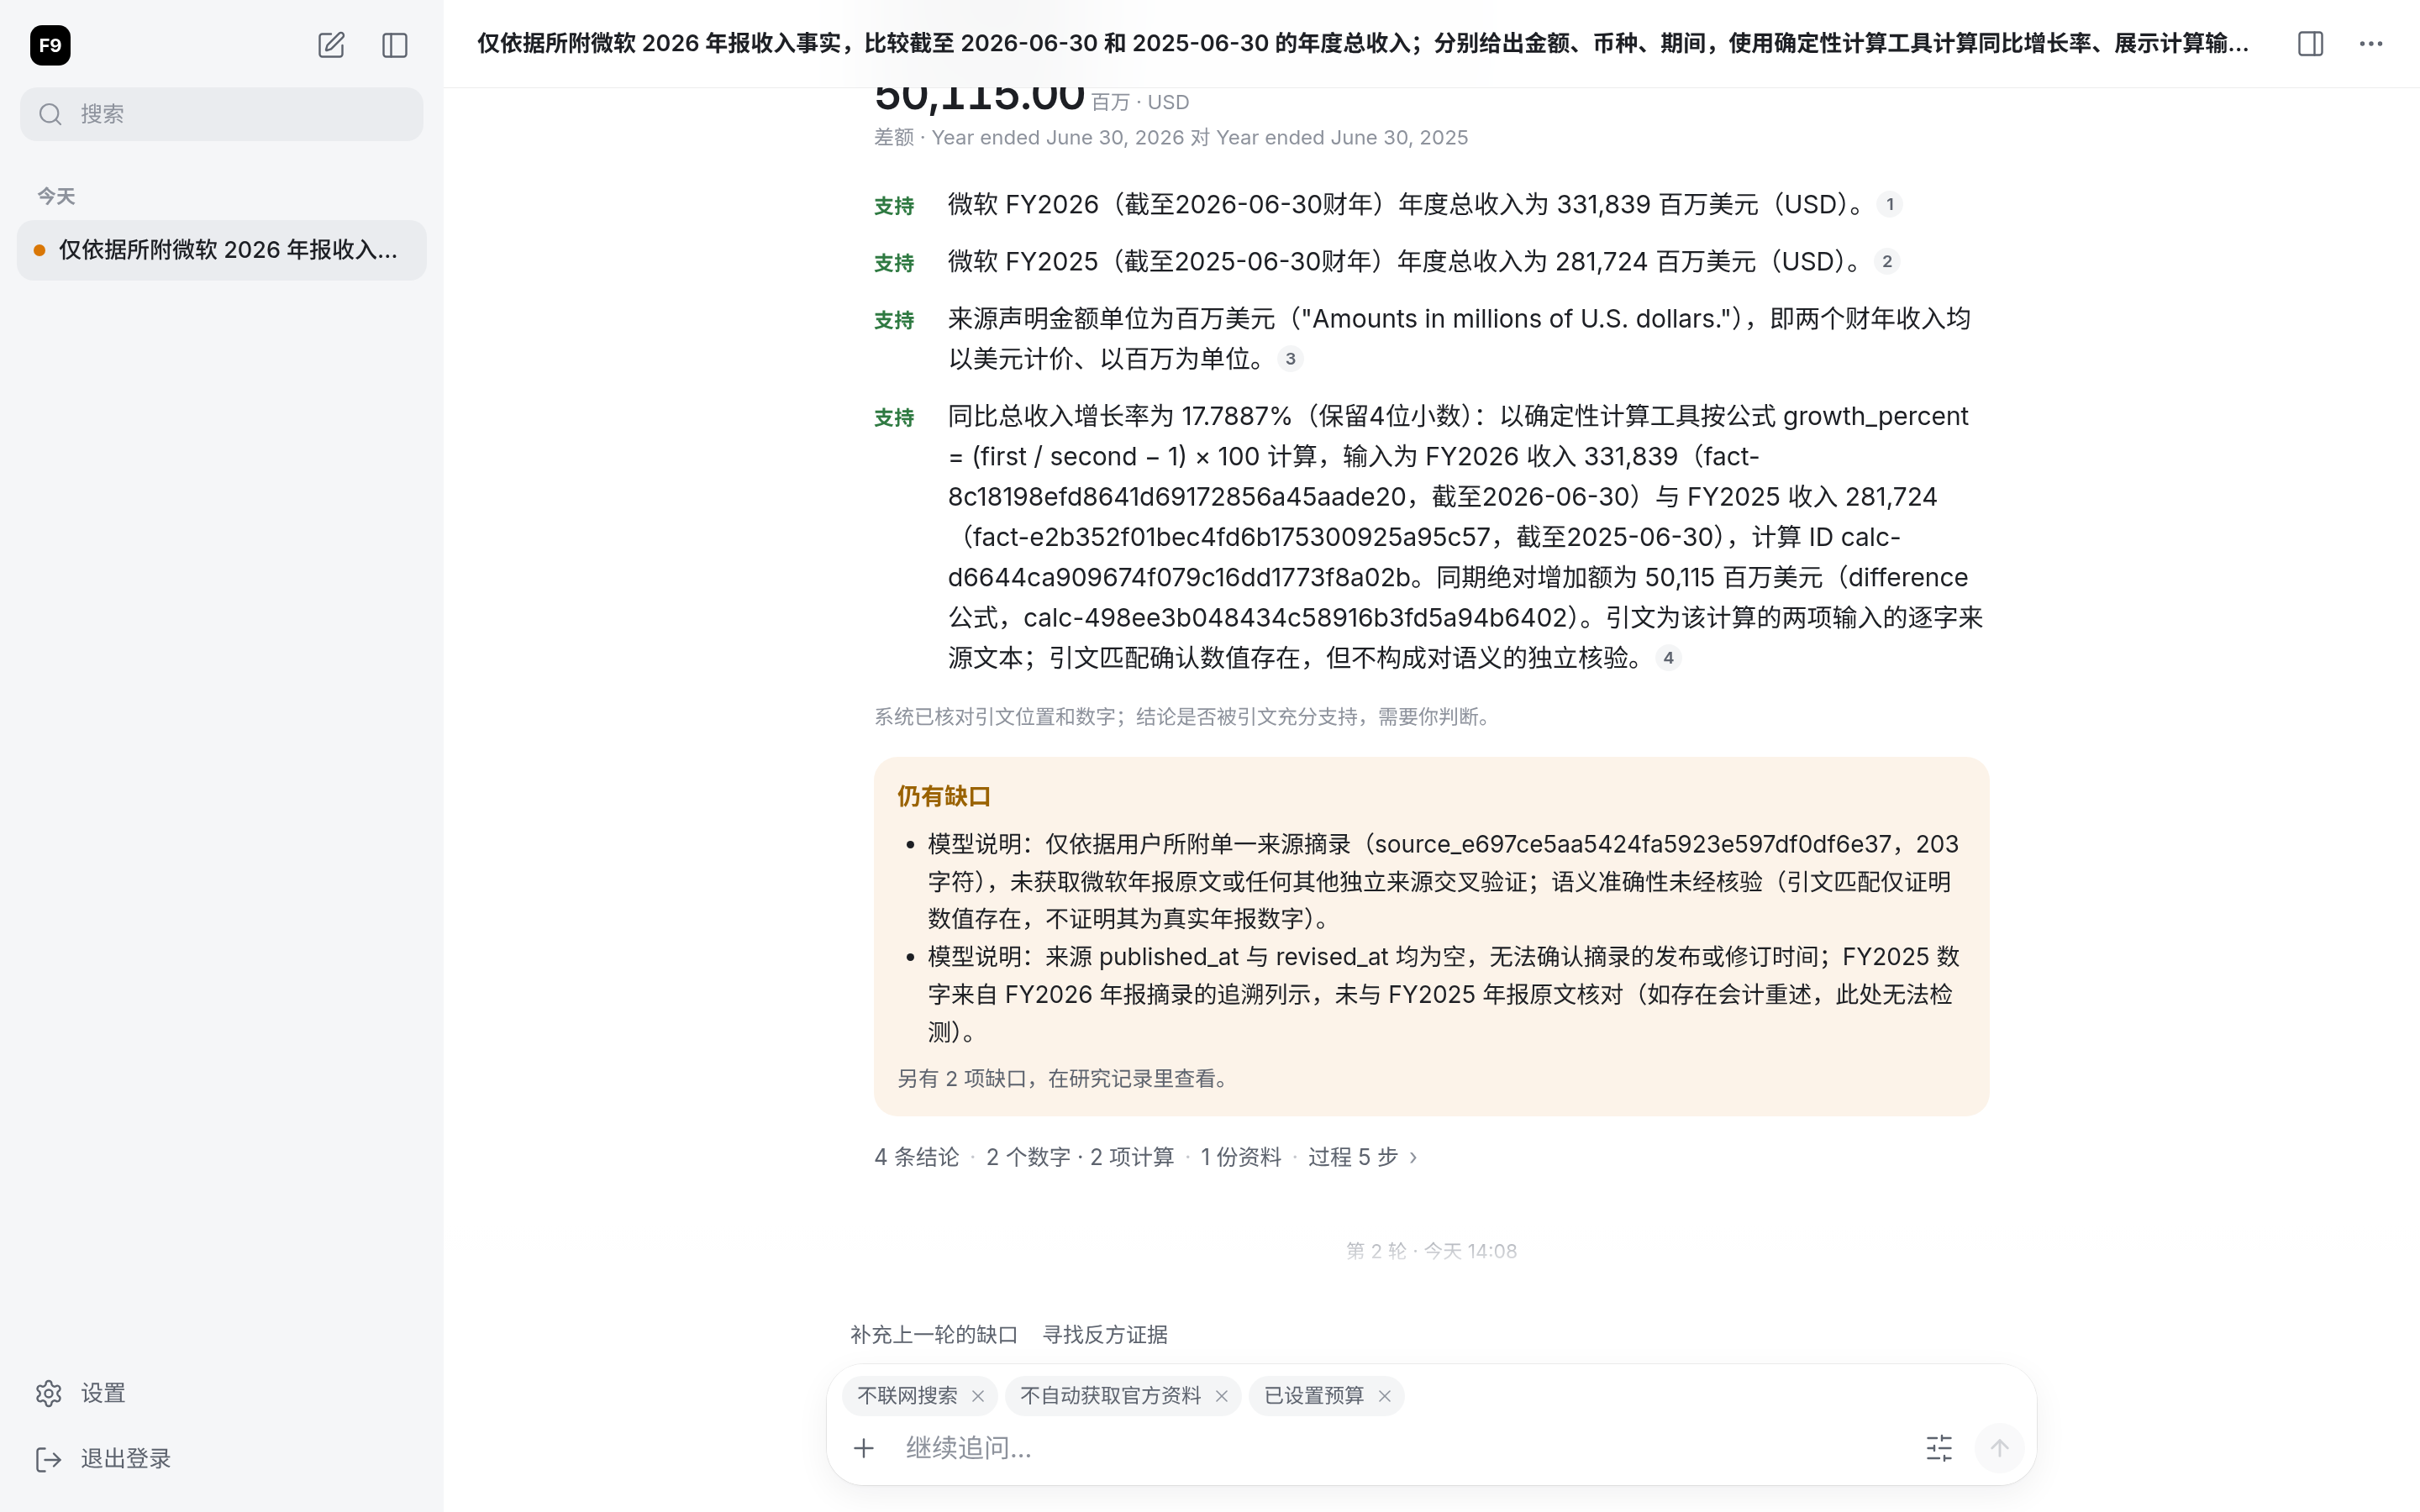 F9
搜索
今天
仅依据所附微软 2026 年报收入...
设置
退出登录
仅依据所附微软 2026 年报收入事实，比较截至 2026-06-30 和 2025-06-30 的年度总收入；分别给出金额、币种、期间，使用确定性计算工具计算同比增长率、展示计算输...
50,115.00 百万 · USD
差额 · Year ended June 30, 2026 对 Year ended June 30, 2025
支持 微软 FY2026（截至2026-06-30财年）年度总收入为 331,839 百万美元（USD）。 1
支持 微软 FY2025（截至2025-06-30财年）年度总收入为 281,724 百万美元（USD）。 2
支持 来源声明金额单位为百万美元（"Amounts in millions of U.S. dollars."），即两个财年收入均
以美元计价、以百万为单位。 3
支持 同比总收入增长率为 17.7887%（保留4位小数）：以确定性计算工具按公式 growth_percent
= (first / second − 1) × 100 计算，输入为 FY2026 收入 331,839（fact-
8c18198efd8641d69172856a45aade20，截至2026-06-30）与 FY2025 收入 281,724
（fact-e2b352f01bec4fd6b175300925a95c57，截至2025-06-30），计算 ID calc-
d6644ca909674f079c16dd1773f8a02b。同期绝对增加额为 50,115 百万美元（difference
公式，calc-498ee3b048434c58916b3fd5a94b6402）。引文为该计算的两项输入的逐字来
源文本；引文匹配确认数值存在，但不构成对语义的独立核验。 4
系统已核对引文位置和数字；结论是否被引文充分支持，需要你判断。
仍有缺口
• 模型说明：仅依据用户所附单一来源摘录（source_e697ce5aa5424fa5923e597df0df6e37，203
字符），未获取微软年报原文或任何其他独立来源交叉验证；语义准确性未经核验（引文匹配仅证明
数值存在，不证明其为真实年报数字）。
• 模型说明：来源 published_at 与 revised_at 均为空，无法确认摘录的发布或修订时间；FY2025 数
字来自 FY2026 年报摘录的追溯列示，未与 FY2025 年报原文核对（如存在会计重述，此处无法检
测）。
另有 2 项缺口，在研究记录里查看。
4 条结论 · 2 个数字 · 2 项计算 · 1 份资料 · 过程 5 步 ›
第 2 轮 · 今天 14:08
补充上一轮的缺口 寻找反方证据
不联网搜索 × 不自动获取官方资料 × 已设置预算 ×
继续追问...